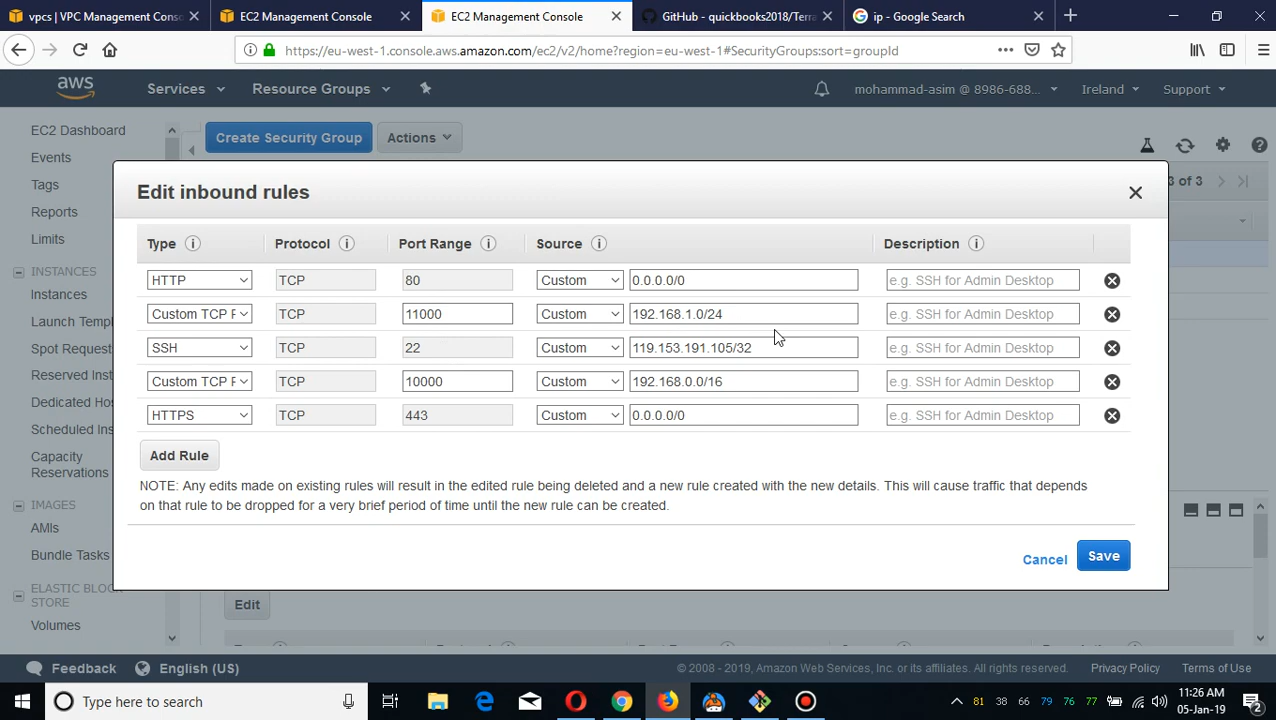 vpcs | VPC Management Conso
EC2 Management Console
EC2 Management Console
GitHub - quickbooks2018/Terra
ip - Google Search
https://eu-west-1.console.aws.amazon.com/ec2/v2/home?region=eu-west-1#SecurityGroups:sort=groupId
aws
Services
Resource Groups
mohammad-asim @ 8986-688...
Ireland
Support
EC2 Dashboard
Events
Tags
Reports
Limits
INSTANCES
Instances
Launch Templ
Spot Requests
Reserved Inst
Dedicated Hos
Scheduled Ins
Capacity
Reservations
IMAGES
AMIs
Bundle Tasks
ELASTIC BLOCK
STORE
Volumes
Create Security Group
Actions
3 of 3
Edit inbound rules
Type Protocol Port Range Source Description
HTTP TCP 80 Custom 0.0.0.0/0 e.g. SSH for Admin Desktop
Custom TCP F TCP 11000 Custom 192.168.1.0/24 e.g. SSH for Admin Desktop
SSH TCP 22 Custom 119.153.191.105/32 e.g. SSH for Admin Desktop
Custom TCP F TCP 10000 Custom 192.168.0.0/16 e.g. SSH for Admin Desktop
HTTPS TCP 443 Custom 0.0.0.0/0 e.g. SSH for Admin Desktop
Add Rule
NOTE: Any edits made on existing rules will result in the edited rule being deleted and a new rule created with the new details. This will cause traffic that depends
on that rule to be dropped for a very brief period of time until the new rule can be created.
Cancel
Save
Edit
Feedback
English (US)
© 2008 - 2019, Amazon Web Services, Inc. or its affiliates. All rights reserved.
Privacy Policy
Terms of Use
Type here to search
81 38 66 79 76 77
11:26 AM
05-Jan-19
2